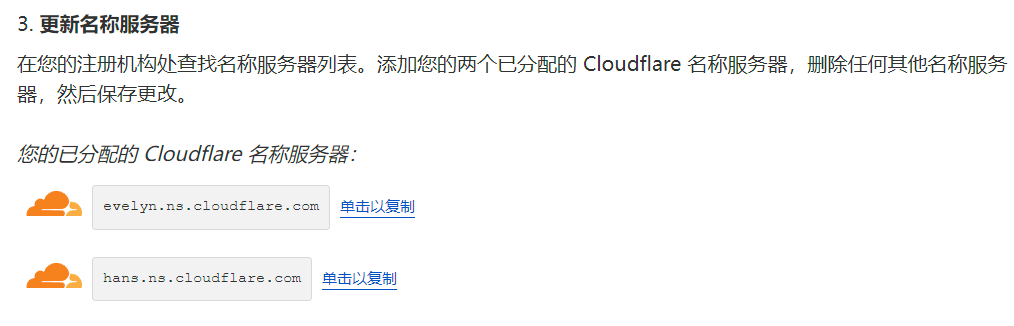 3. 更新名称服务器
在您的注册机构处查找名称服务器列表。添加您的两个已分配的 Cloudflare 名称服务器，删除任何其他名称服务
器，然后保存更改。
您的已分配的 Cloudflare 名称服务器：
evelyn.ns.cloudflare.com 单击以复制
hans.ns.cloudflare.com 单击以复制